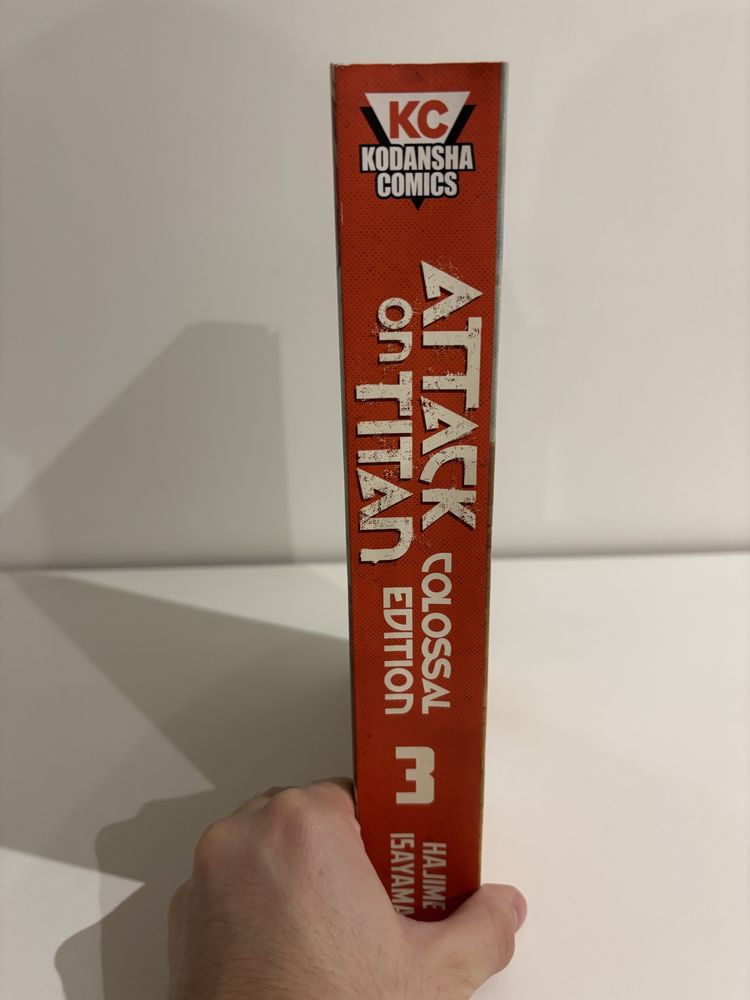 KC
KODANSHA
COMICS
ATTACK
ON TITAN
COLOSSAL
EDITION
3
HAJIME
ISAYAMA